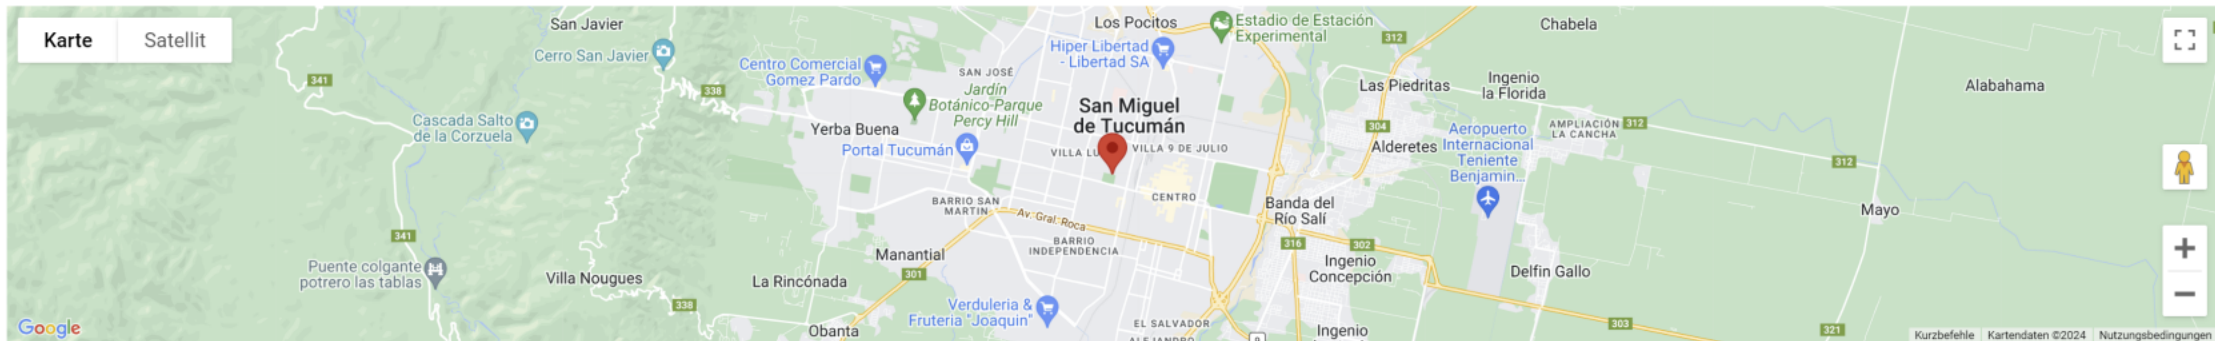 Karte
Satellit
San Javier
Cerro San Javier
341
338
Cascada Salto
de la Corzuela
341
Puente colgante
potrero las tablas
Villa Nougues
338
Google
Los Pocitos
Estadio de Estación
Experimental
Hiper Libertad
- Libertad SA
Centro Comercial
Gomez Pardo
SAN JOSÉ
Jardín
Botánico-Parque
Percy Hill
Yerba Buena
Portal Tucumán
San Miguel
de Tucumán
VILLA 9 DE JULIO
CENTRO
BARRIO SAN
MARTIN
Av. Gral. Roca
BARRIO
INDEPENDENCIA
Manantial
301
La Rincónada
Verduleria &
Fruteria "Joaquin"
Obanta
EL SALVADOR
9
312
Chabela
Las Piedritas
Ingenio
la Florida
Alabahama
304
Alderetes
Aeropuerto
Internacional
Teniente
Benjamin...
AMPLIACIÓN
LA CANCHA
312
312
Banda del
Río Salí
Mayo
316
302
Ingenio
Concepción
Delfin Gallo
303
321
Ingenio
Kurzbefehle
Kartendaten ©2024
Nutzungsbedingungen